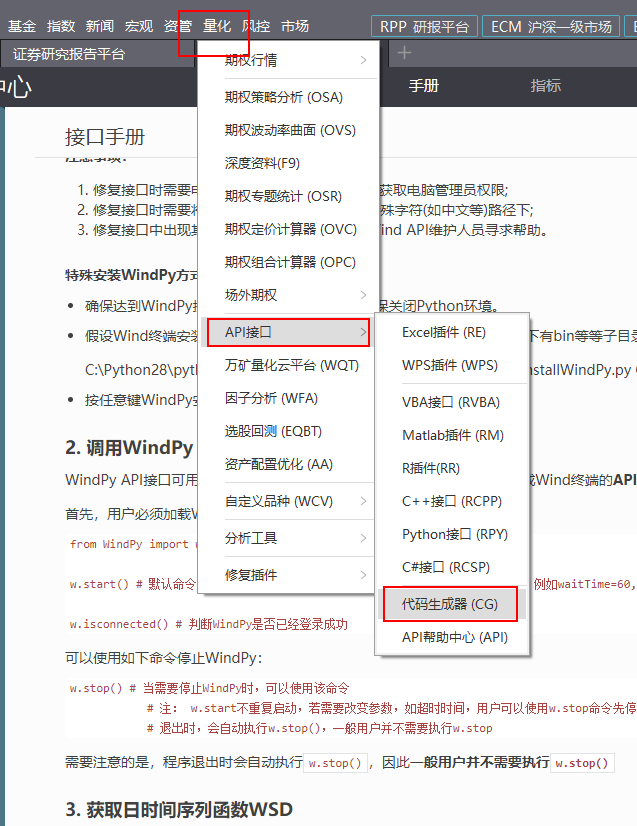 基金 指数 新闻 宏观 资管 量化 风控 市场 RPP 研报平台 ECM 沪深一级市场
证券研究报告平台
中心 手册 指标
接口手册
期权行情
期权策略分析 (OSA)
期权波动率曲面 (OVS)
深度资料(F9)
期权专题统计 (OSR)
期权定价计算器 (OVC)
期权组合计算器 (OPC)
场外期权
API接口
万矿量化云平台 (WQT)
因子分析 (WFA)
选股回测 (EQBT)
资产配置优化 (AA)
自定义品种 (WCV)
分析工具
修复插件
Excel插件 (RE)
WPS插件 (WPS)
VBA接口 (RVBA)
Matlab插件 (RM)
R插件(RR)
C++接口 (RCPP)
Python接口 (RPY)
C#接口 (RCSP)
代码生成器 (CG)
API帮助中心 (API)
注意事项：
1. 修复接口时需要 获取电脑管理员权限;
2. 修复接口时需要 殊字符(如中文等)路径下;
3. 修复接口中出现 ind API维护人员寻求帮助。
特殊安装WindPy方式
• 确保达到WindPy 保关闭Python环境。
• 假设Wind终端安装 下有bin等等子目录
C:\Python28\pyth nstallWindPy.py
• 按任意键WindPy安
2. 调用WindPy
WindPy API接口可用 Wind终端的API
首先，用户必须加载W
from WindPy import
w.start() # 默认命令 例如waitTime=60,
w.isconnected() # 判断WindPy是否已经登录成功
可以使用如下命令停止WindPy：
w.stop() # 当需要停止WindPy时，可以使用该命令
# 注： w.start不重复启动，若需要改变参数，如超时时间，用户可以使用w.stop命令先停
# 退出时，会自动执行w.stop()，一般用户并不需要执行w.stop
需要注意的是，程序退出时会自动执行 w.stop() ，因此一般用户并不需要执行 w.stop()
3. 获取日时间序列函数WSD